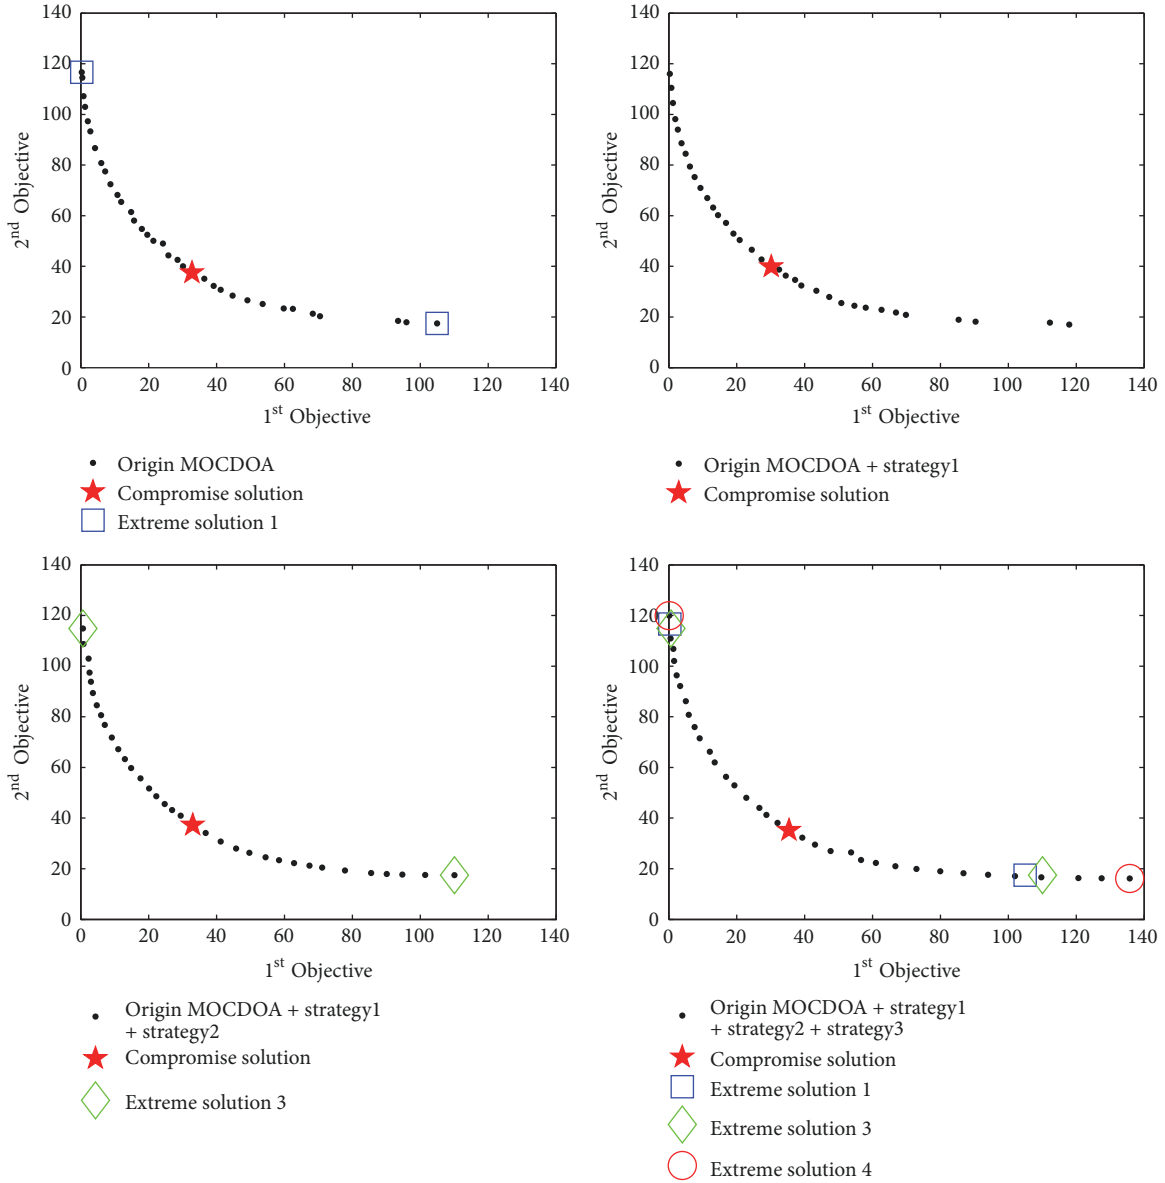 140
120
100
80
60
40
20
0
2nd Objective
0 20 40 60 80 100 120 140
1st Objective
Origin MOCDOA
Compromise solution
Extreme solution 1
140
120
100
80
60
40
20
0
2nd Objective
0 20 40 60 80 100 120 140
1st Objective
Origin MOCDOA + strategy1
Compromise solution
140
120
100
80
60
40
20
0
2nd Objective
0 20 40 60 80 100 120 140
1st Objective
Origin MOCDOA + strategy1
+ strategy2
Compromise solution
Extreme solution 3
140
120
100
80
60
40
20
0
2nd Objective
0 20 40 60 80 100 120 140
1st Objective
Origin MOCDOA + strategy1
+ strategy2 + strategy3
Compromise solution
Extreme solution 1
Extreme solution 3
Extreme solution 4